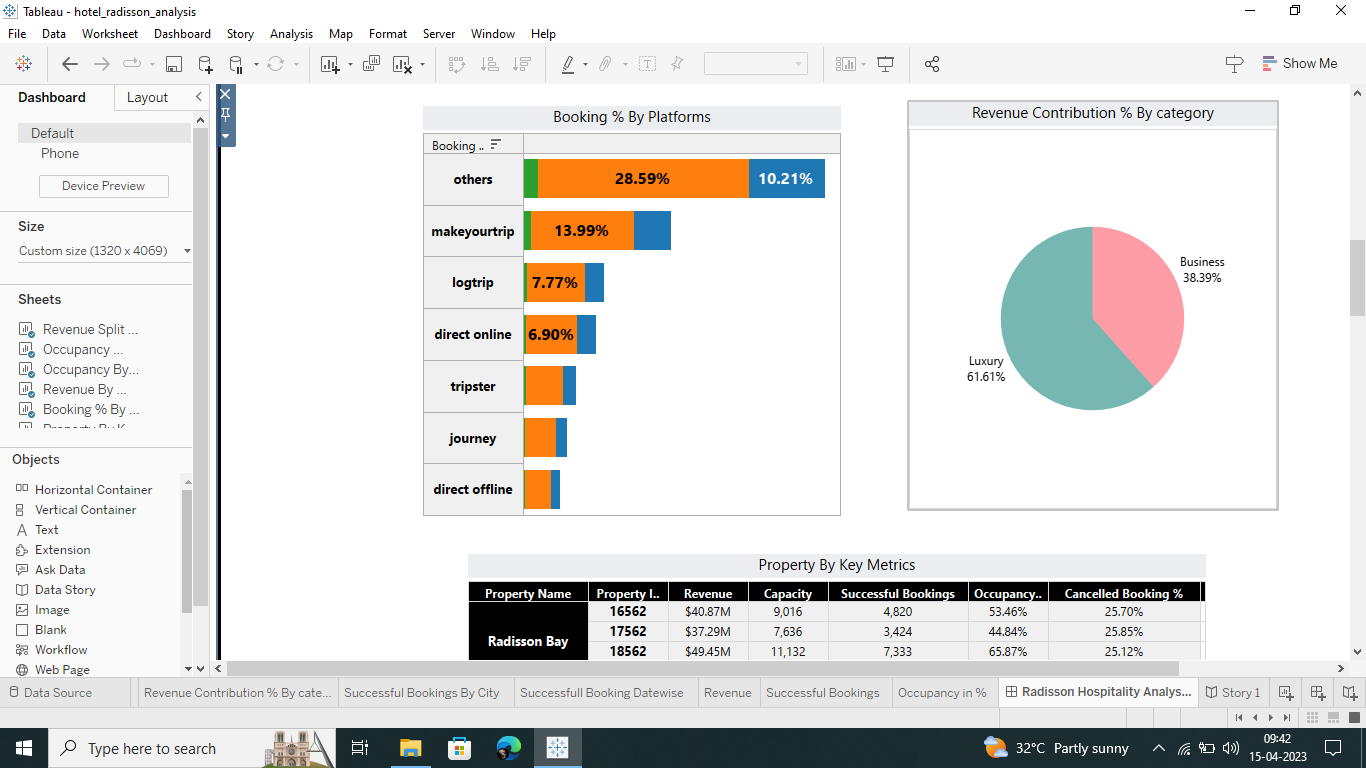 Tableau - hotel_radisson_analysis
File Data Worksheet Dashboard Story Analysis Map Format Server Window Help
Show Me
Dashboard Layout
Default
Phone
Device Preview
Size
Custom size (1320 x 4069)
Sheets
Revenue Split ...
Occupancy ...
Occupancy By...
Revenue By ...
Booking % By ...
Objects
Horizontal Container
Vertical Container
Text
Extension
Ask Data
Data Story
Image
Blank
Workflow
Web Page
Booking % By Platforms
Booking ..
others 28.59% 10.21%
makeyourtrip 13.99%
logtrip 7.77%
direct online 6.90%
tripster
journey
direct offline
Revenue Contribution % By category
Business
38.39%
Luxury
61.61%
Property By Key Metrics
Property Name Property I.. Revenue Capacity Successful Bookings Occupancy.. Cancelled Booking %
Radisson Bay
16562 $40.87M 9,016 4,820 53.46% 25.70%
17562 $37.29M 7,636 3,424 44.84% 25.85%
18562 $49.45M 11,132 7,333 65.87% 25.12%
Data Source Revenue Contribution % By cate... Successful Bookings By City Successfull Booking Datewise Revenue Successful Bookings Occupancy in % Radisson Hospitality Analys... Story 1
Type here to search
32°C Partly sunny
09:42
15-04-2023